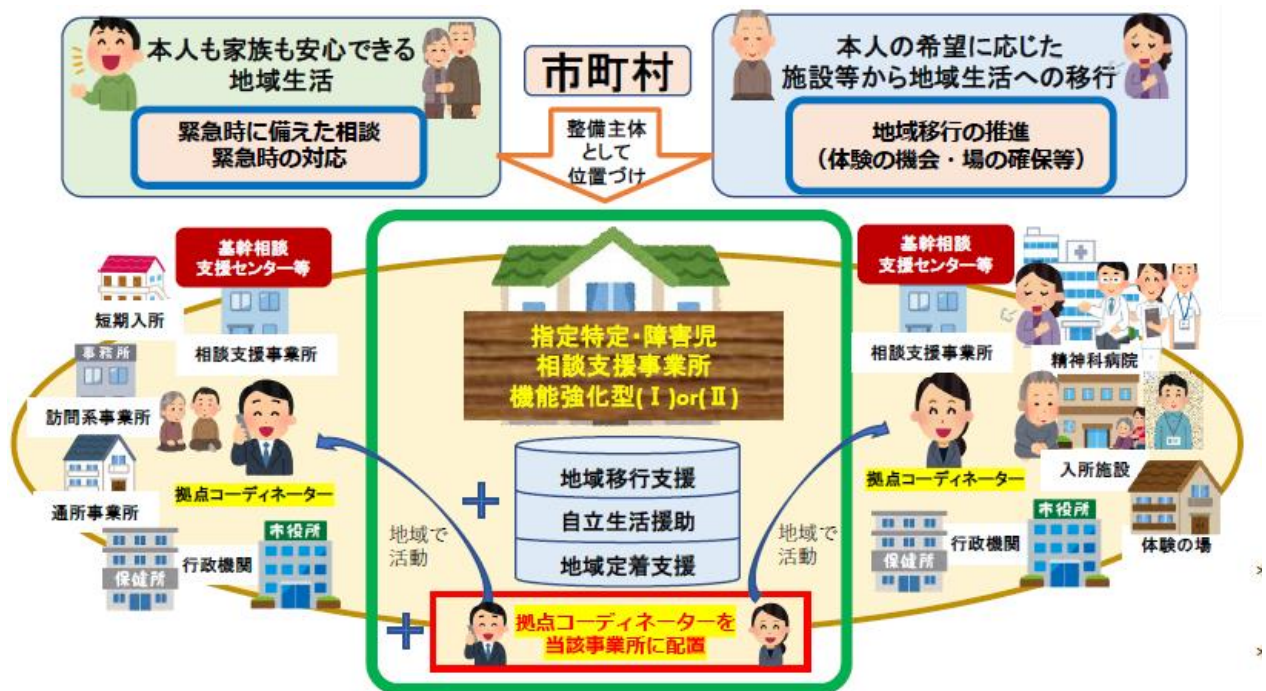 本人も家族も安心できる
地域生活
緊急時に備えた相談
緊急時の対応
市町村
整備主体
として
位置づけ
本人の希望に応じた
施設等から地域生活への移行
地域移行の推進
（体験の機会・場の確保等）
基幹相談
支援センター等
短期入所
相談支援事業所
事務所
訪問系事業所
通所事業所
拠点コーディネーター
保健所
行政機関
市役所
地域で
活動
指定特定・障害児
相談支援事業所
機能強化型(Ⅰ)or(Ⅱ)
+
地域移行支援
自立生活援助
地域定着支援
+
拠点コーディネーターを
当該事業所に配置
地域で
活動
基幹相談
支援センター等
相談支援事業所
精神科病院
拠点コーディネーター
入所施設
保健所
行政機関
市役所
体験の場
*
*